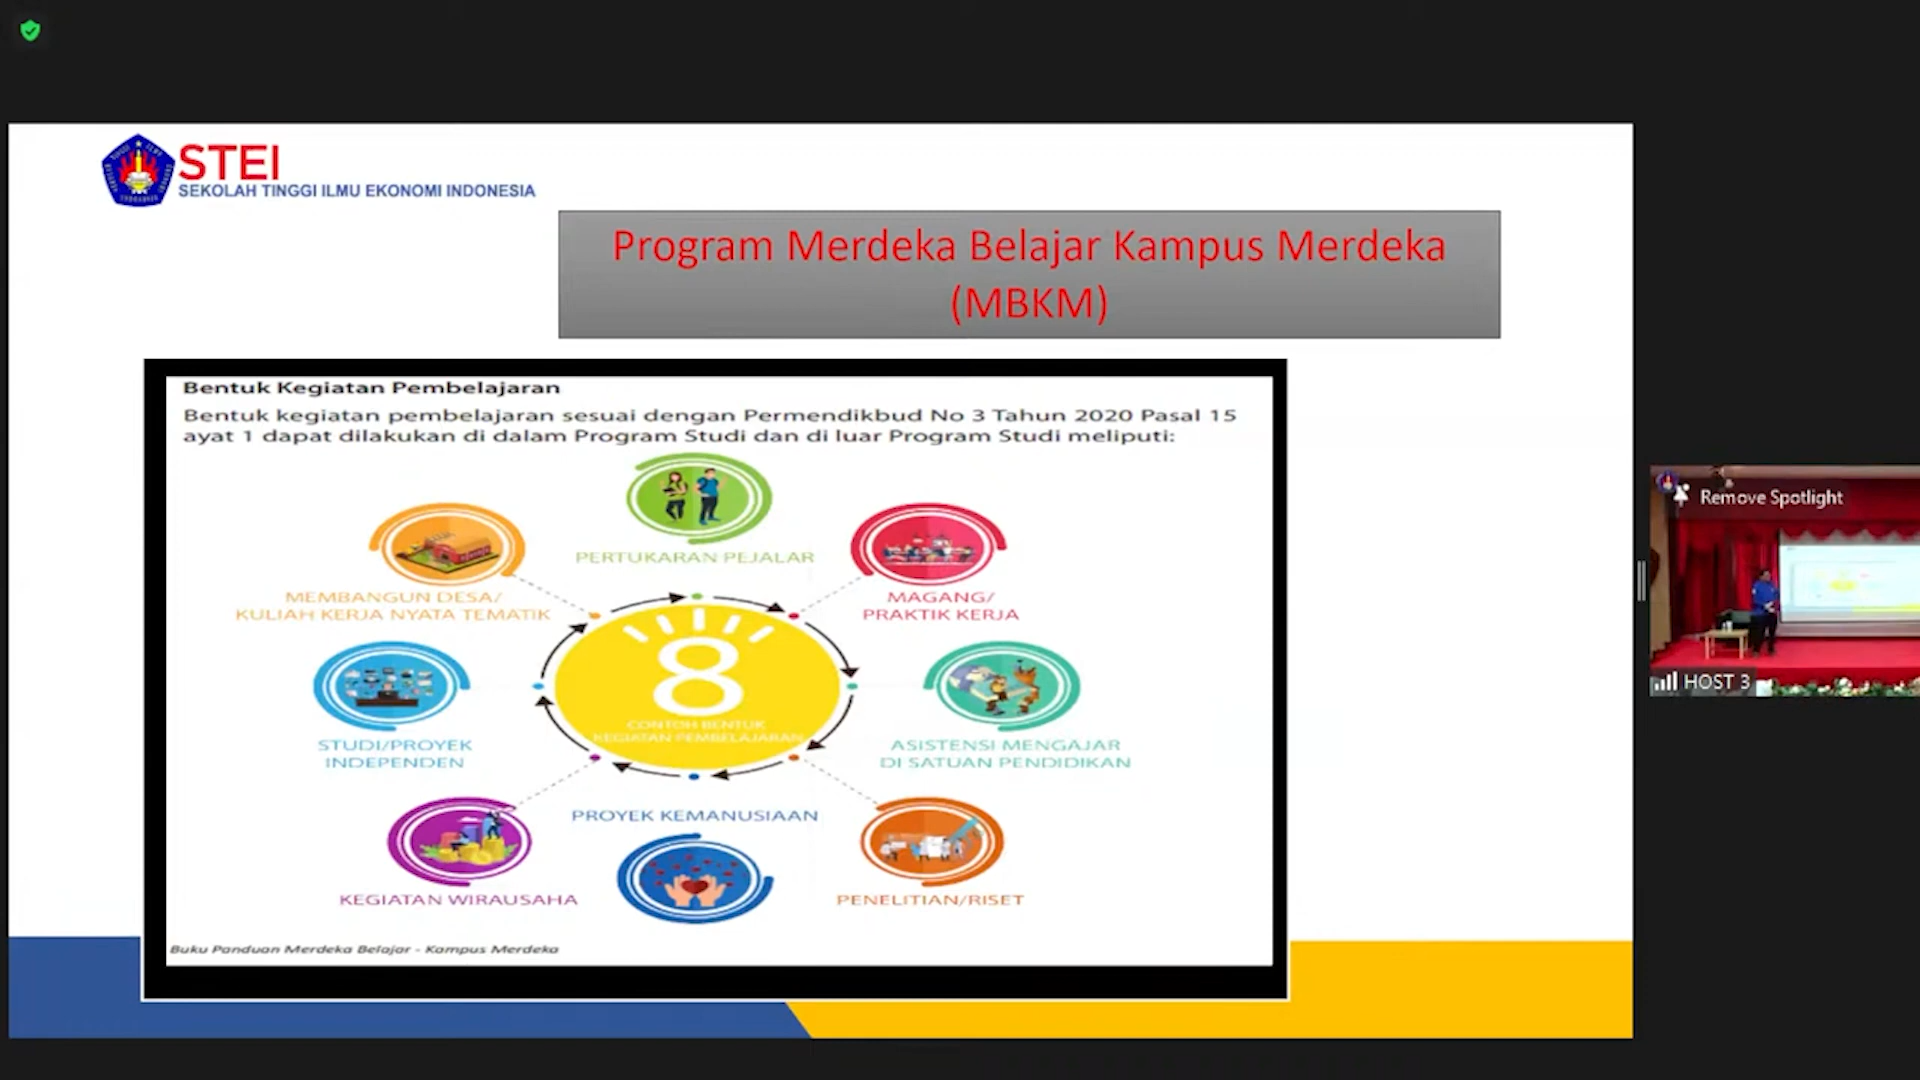 STEI
SEKOLAH TINGGI ILMU EKONOMI INDONESIA
Program Merdeka Belajar Kampus Merdeka
(MBKM)
Bentuk Kegiatan Pembelajaran
Bentuk kegiatan pembelajaran sesuai dengan Permendikbud No 3 Tahun 2020 Pasal 15
ayat 1 dapat dilakukan di dalam Program Studi dan di luar Program Studi meliputi:
PERTUKARAN PEJALAR
MEMBANGUN DESA/
KULIAH KERJA NYATA TEMATIK
MAGANG/
PRAKTIK KERJA
8
CONTOH BENTUK
KEGIATAN PEMBELAJARAN
STUDI/PROYEK
INDEPENDEN
ASISTENSI MENGAJAR
DI SATUAN PENDIDIKAN
PROYEK KEMANUSIAAN
KEGIATAN WIRAUSAHA
PENELITIAN/RISET
Buku Panduan Merdeka Belajar - Kampus Merdeka
Remove Spotlight
HOST 3